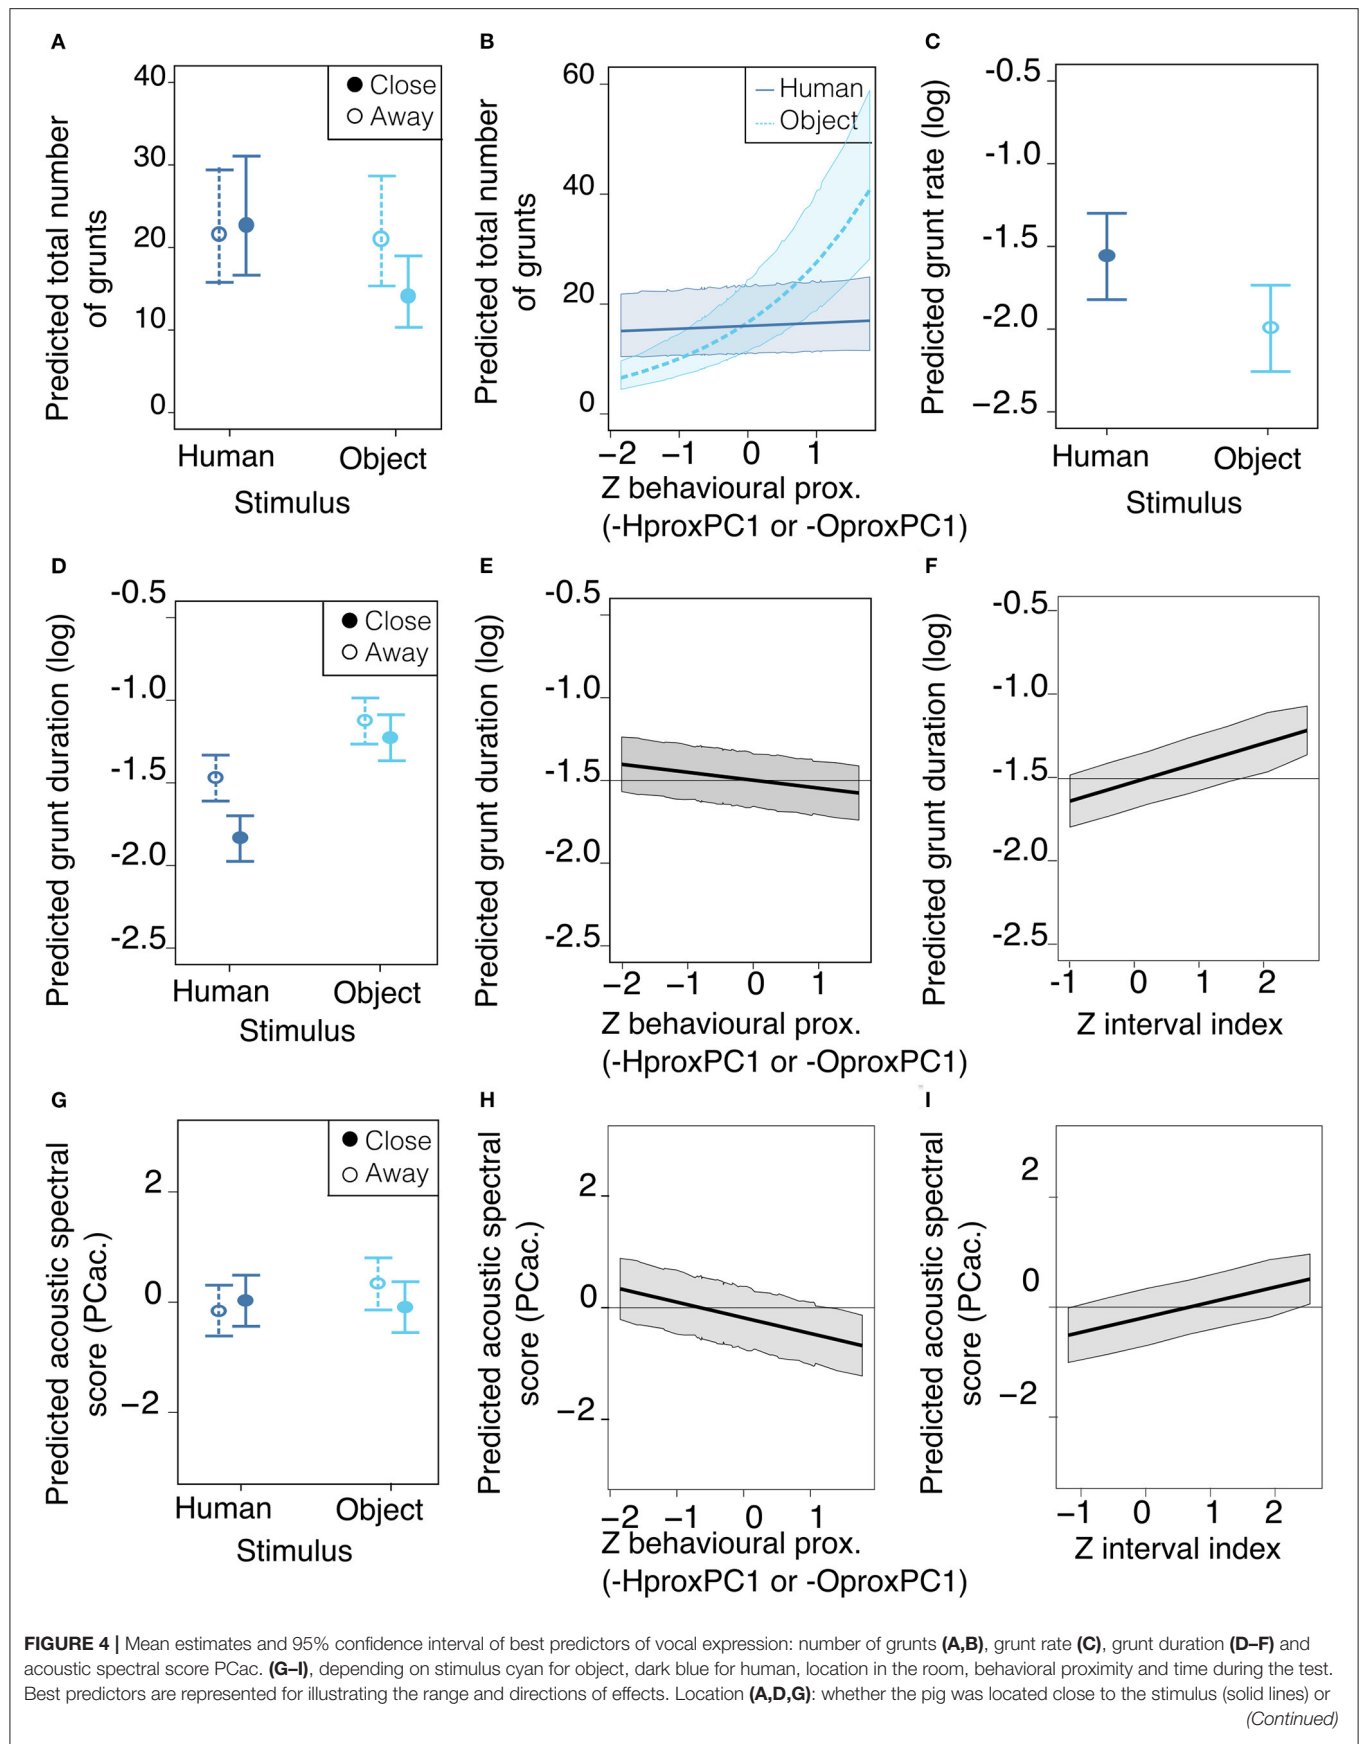 A
40
30
20
10
0
Predicted total number
of grunts
Close
Away
Human
Object
Stimulus
B
60
40
20
0
Predicted total number
of grunts
Human
Object
−2 −1 0 1
Z behavioural prox.
(-HproxPC1 or -OproxPC1)
C
-0.5
-1.0
-1.5
-2.0
−2.5
Predicted grunt rate (log)
Human
Object
Stimulus
D
-0.5
-1.0
-1.5
-2.0
-2.5
Predicted grunt duration (log)
Close
Away
Human
Object
Stimulus
E
-0.5
-1.0
-1.5
-2.0
-2.5
Predicted grunt duration (log)
−2 −1 0 1
Z behavioural prox.
(-HproxPC1 or -OproxPC1)
F
-0.5
-1.0
-1.5
-2.0
-2.5
Predicted grunt duration (log)
-1 0 1 2
Z interval index
G
2
0
−2
Predicted acoustic spectral
score (PCac.)
Close
Away
Human
Object
Stimulus
H
2
0
−2
Predicted acoustic spectral
score (PCac.)
−2 −1 0 1
Z behavioural prox.
(-HproxPC1 or -OproxPC1)
I
2
0
−2
Predicted acoustic spectral
score (PCac.)
−1 0 1 2
Z interval index
FIGURE 4 | Mean estimates and 95% confidence interval of best predictors of vocal expression: number of grunts (A,B), grunt rate (C), grunt duration (D–F) and
acoustic spectral score PCac. (G–I), depending on stimulus cyan for object, dark blue for human, location in the room, behavioral proximity and time during the test.
Best predictors are represented for illustrating the range and directions of effects. Location (A,D,G): whether the pig was located close to the stimulus (solid lines) or
(Continued)